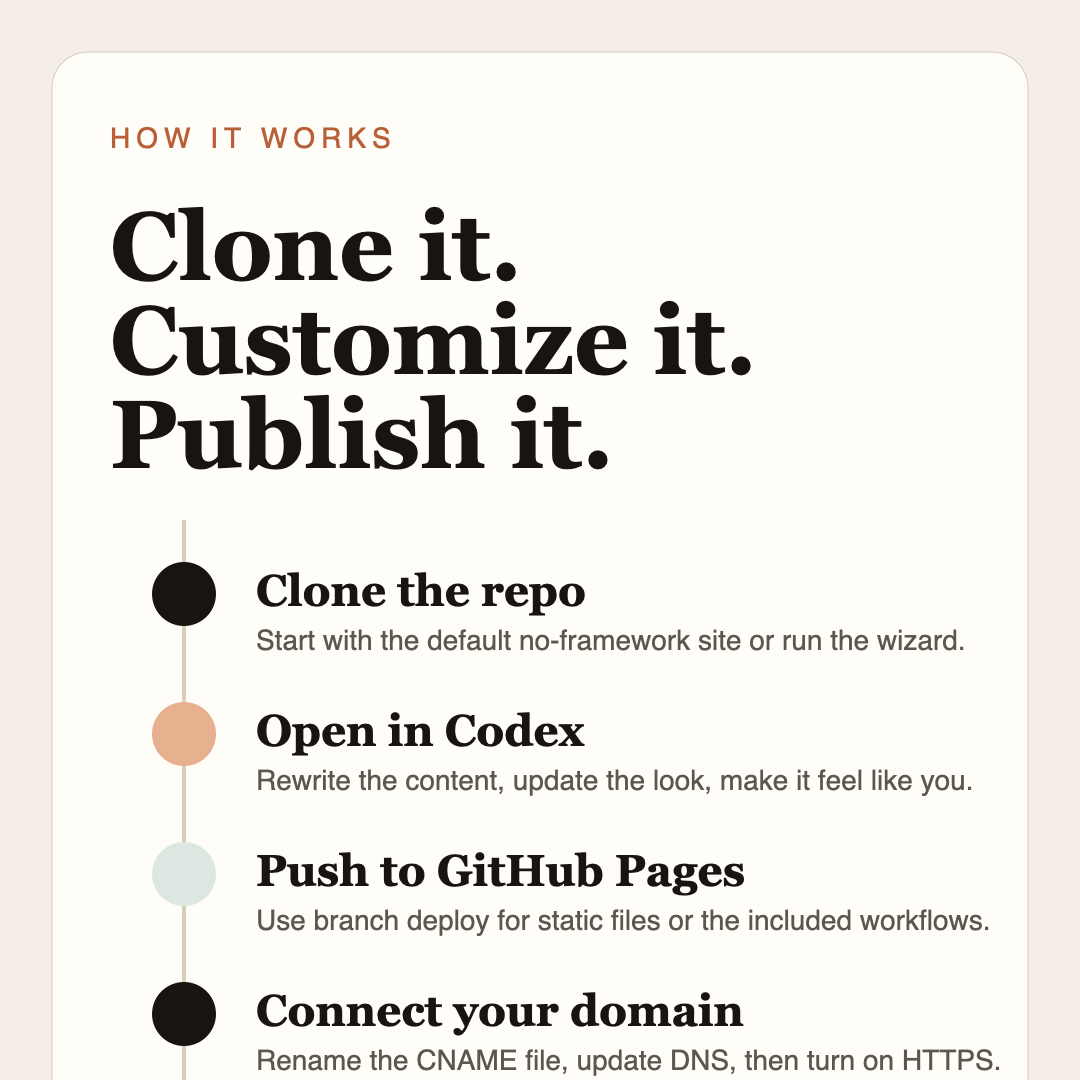 HOW IT WORKS
Clone it.
Customize it.
Publish it.
Clone the repo
Start with the default no-framework site or run the wizard.
Open in Codex
Rewrite the content, update the look, make it feel like you.
Push to GitHub Pages
Use branch deploy for static files or the included workflows.
Connect your domain
Rename the CNAME file, update DNS, then turn on HTTPS.